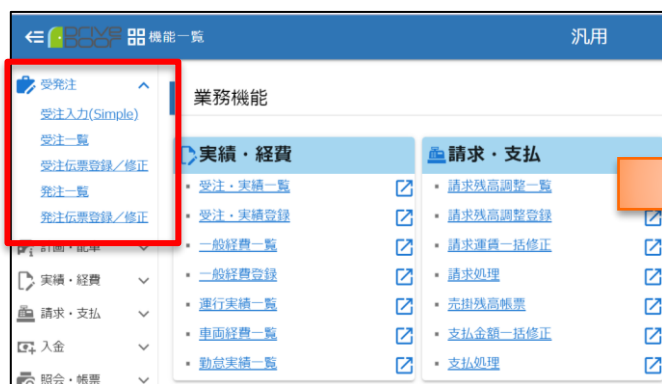 機能一覧
汎用
受発注
受注入力(Simple)
受注一覧
受注伝票登録／修正
発注一覧
発注伝票登録／修正
計画・配車
実績・経費
請求・支払
入金
照会・帳票
業務機能
実績・経費
受注・実績一覧
受注・実績登録
一般経費一覧
一般経費登録
運行実績一覧
車両経費一覧
勤怠実績一覧
請求・支払
請求残高調整一覧
請求残高調整登録
請求運賃一括修正
請求処理
売掛残高帳票
支払金額一括修正
支払処理